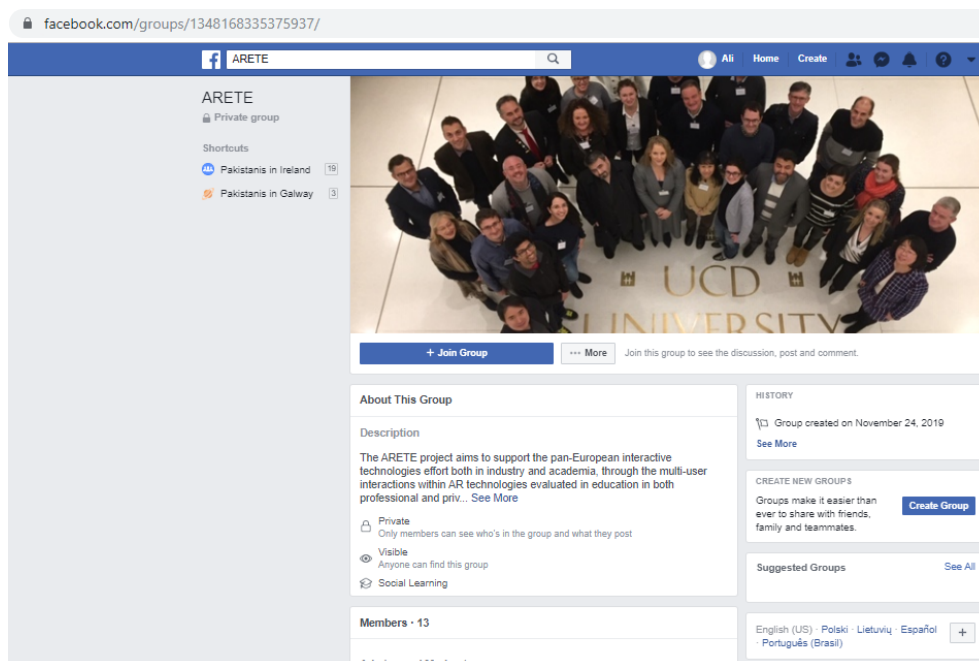 facebook.com/groups/1348168335375937/
ARETE
Ali
Home
Create
ARETE
Private group
Shortcuts
Pakistanis in Ireland 19
Pakistanis in Galway 3
UCD
UNIVERSITY
+ Join Group
··· More
Join this group to see the discussion, post and comment.
About This Group
Description
The ARETE project aims to support the pan-European interactive
technologies effort both in industry and academia, through the multi-user
interactions within AR technologies evaluated in education in both
professional and priv... See More
Private
Only members can see who's in the group and what they post
Visible
Anyone can find this group
Social Learning
Members · 13
HISTORY
Group created on November 24, 2019
See More
CREATE NEW GROUPS
Groups make it easier than
ever to share with friends,
family and teammates.
Create Group
Suggested Groups
See All
English (US) · Polski · Lietuvių · Español
· Português (Brasil)
+